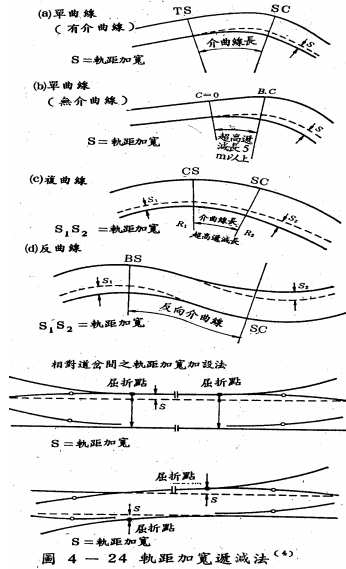 (a)單曲線
(有介曲線)
TS
SC
S
介曲線長
S=軌距加寬
(b)單曲線
(無介曲線)
C=0
B.C
S
超高遞
減長5
m以上
S=軌距加寬
(c)複曲線
CS
SC
S₁
S₂
R₁
介曲線長
R₂
超高遞減長
S₁S₂ =軌距加寬
(d)反曲線
BS
S₁
S₂
反向介曲線
SC
S₁S₂=軌距加寬
相對道岔間之軌距加寬加設法
屈折點
屈折點
S
S=軌距加寬
屈折點
S
S
屈折點
S=軌距加寬
圖 4-24 軌距加寬遞減法(4)